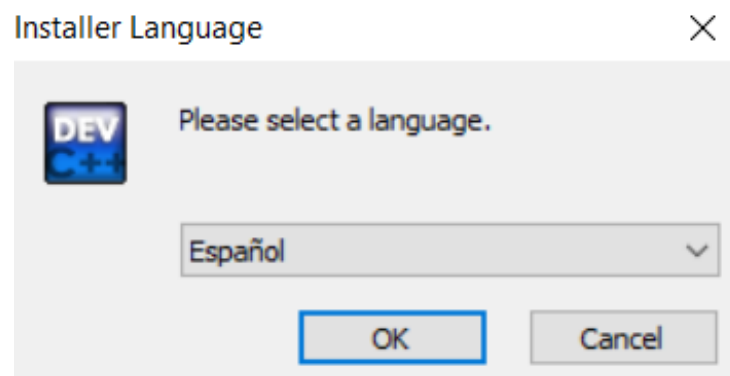 Installer Language
DEV
C++
Please select a language.
Español
OK
Cancel